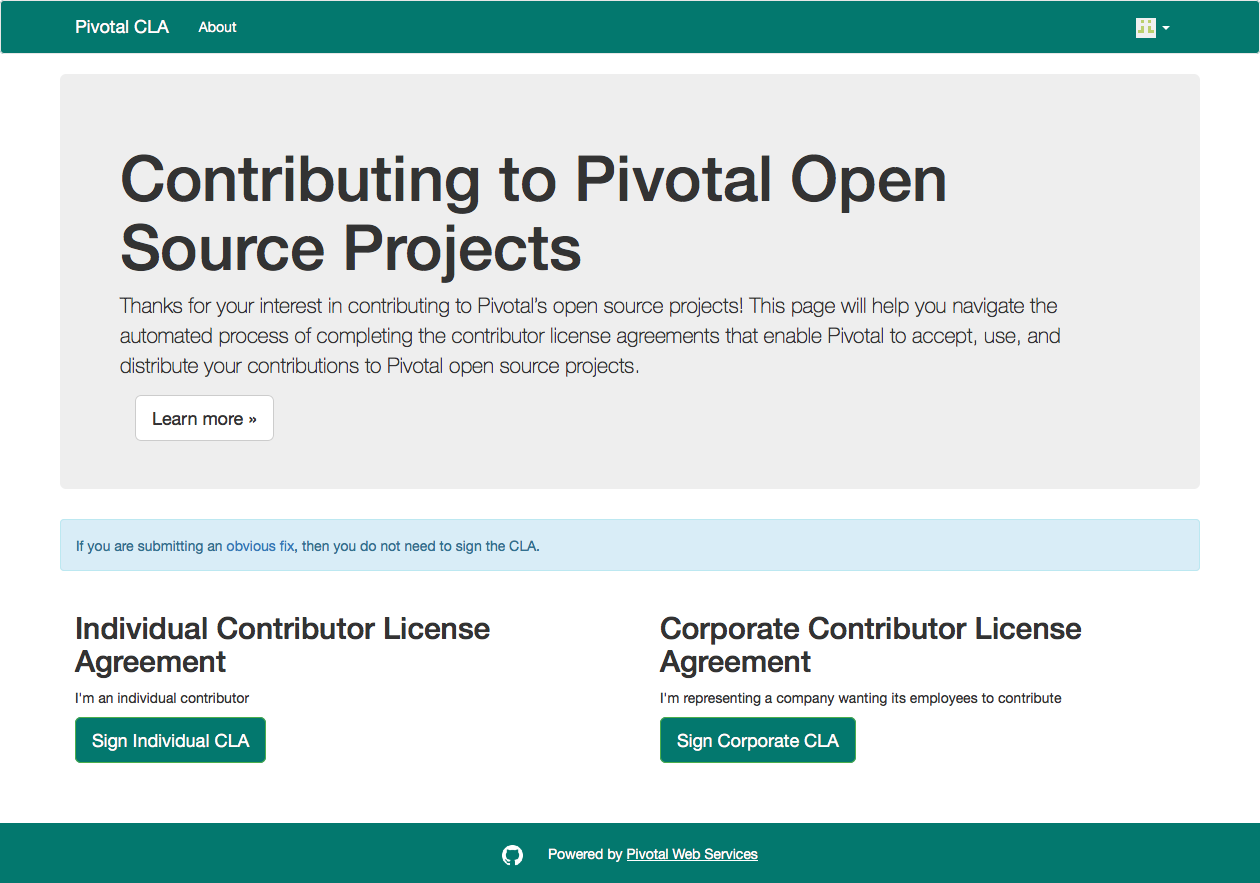 Pivotal CLA
About
Contributing to Pivotal Open
Source Projects
Thanks for your interest in contributing to Pivotal's open source projects! This page will help you navigate the
automated process of completing the contributor license agreements that enable Pivotal to accept, use, and
distribute your contributions to Pivotal open source projects.
Learn more »
If you are submitting an obvious fix, then you do not need to sign the CLA.
Individual Contributor License
Agreement
I'm an individual contributor
Sign Individual CLA
Corporate Contributor License
Agreement
I'm representing a company wanting its employees to contribute
Sign Corporate CLA
Powered by Pivotal Web Services